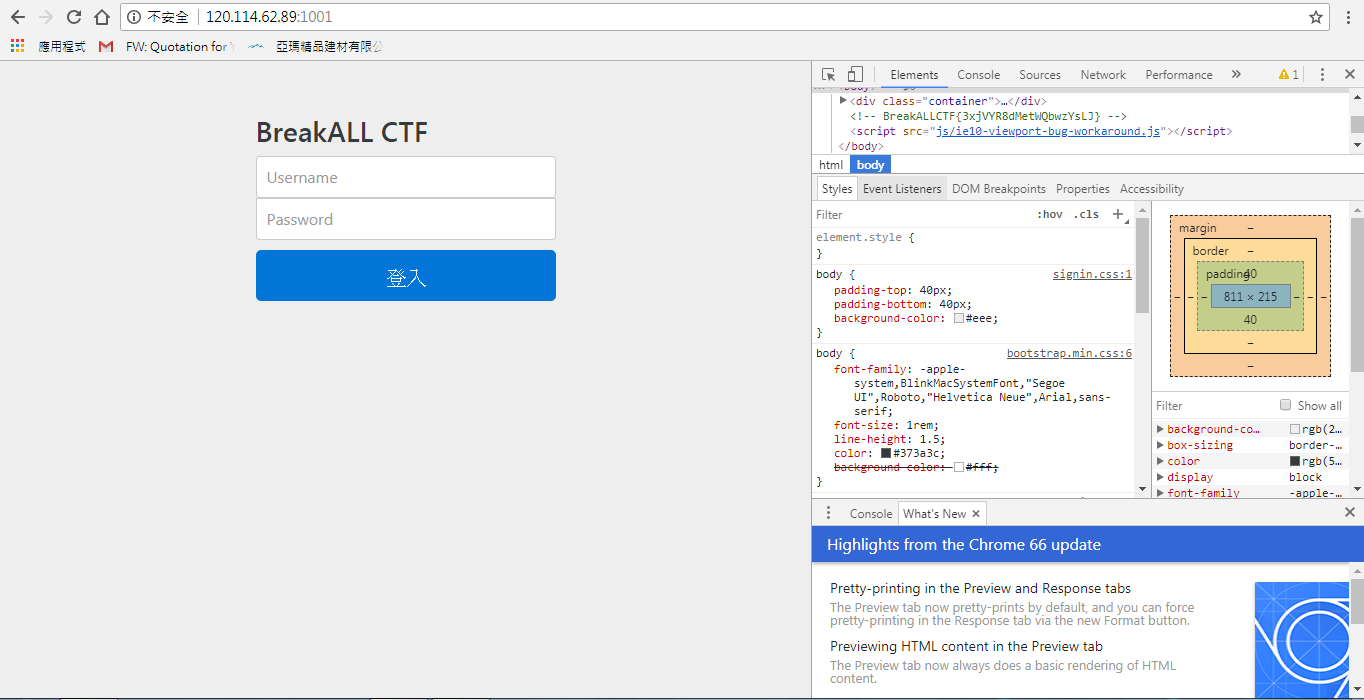 不安全 120.114.62.89:1001
應用程式 FW: Quotation for 亞瑪精品建材有限公
BreakALL CTF
Username
Password
登入
Elements Console Sources Network Performance » 1
<div class="container">…</div>
<!-- BreakALLCTF{3xjVYR8dMetWQbwzYsLJ} -->
<script src="js/ie10-viewport-bug-workaround.js"></script>
</body>
html body
Styles Event Listeners DOM Breakpoints Properties Accessibility
Filter :hov .cls +
element.style {
}
body { signin.css:1
padding-top: 40px;
padding-bottom: 40px;
background-color: #eee;
}
body { bootstrap.min.css:6
font-family: -apple-
system,BlinkMacSystemFont,"Segoe
UI",Roboto,"Helvetica Neue",Arial,sans-
serif;
font-size: 1rem;
line-height: 1.5;
color: #373a3c;
background-color: #fff;
}
margin –
border –
padding 40
– – – 811 × 215 – – –
40
–
–
Filter Show all
background-co… rgb(2…
box-sizing border-…
color rgb(5…
display block
font-family -apple-…
Console What's New ×
Highlights from the Chrome 66 update
Pretty-printing in the Preview and Response tabs
The Preview tab now pretty-prints by default, and you can force
pretty-printing in the Response tab via the new Format button.
Previewing HTML content in the Preview tab
The Preview tab now always does a basic rendering of HTML
content.